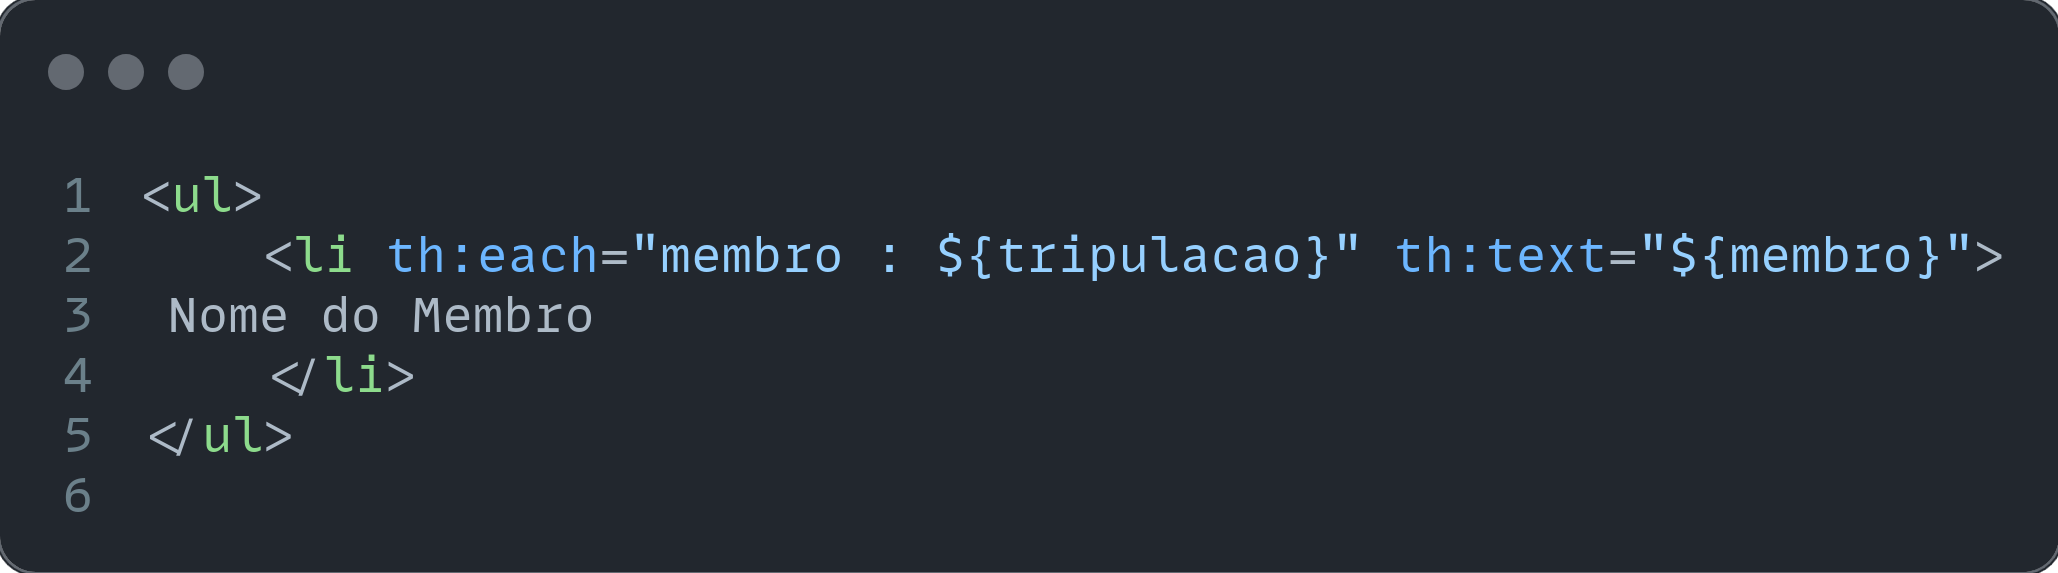 1 <ul>
2     <li th:each="membro : ${tripulacao}" th:text="${membro}">
3  Nome do Membro
4     </li>
5 </ul>
6